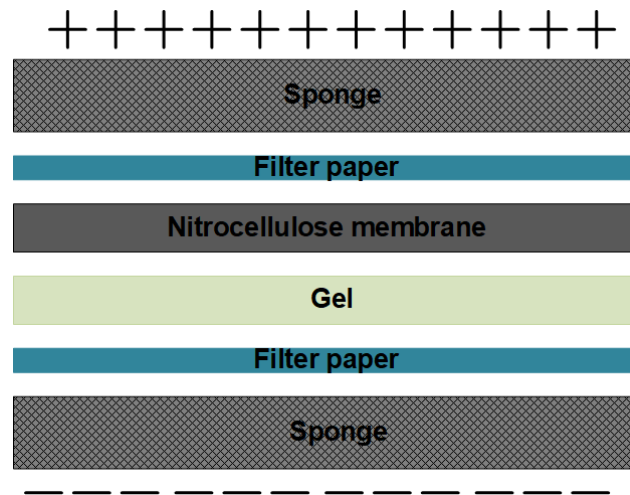 + + + + + + + + + + + +
Sponge
Filter paper
Nitrocellulose membrane
Gel
Filter paper
Sponge
— — — — — — — — — — — —